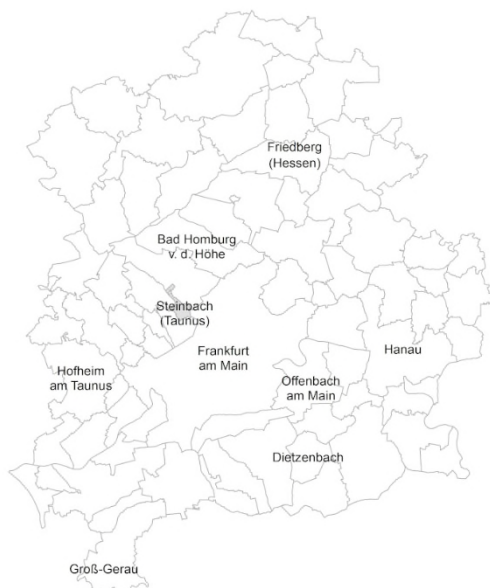 Friedberg
(Hessen)
Bad Homburg
v. d. Höhe
Steinbach
(Taunus)
Frankfurt
am Main
Hanau
Hofheim
am Taunus
Offenbach
am Main
Dietzenbach
Groß-Gerau